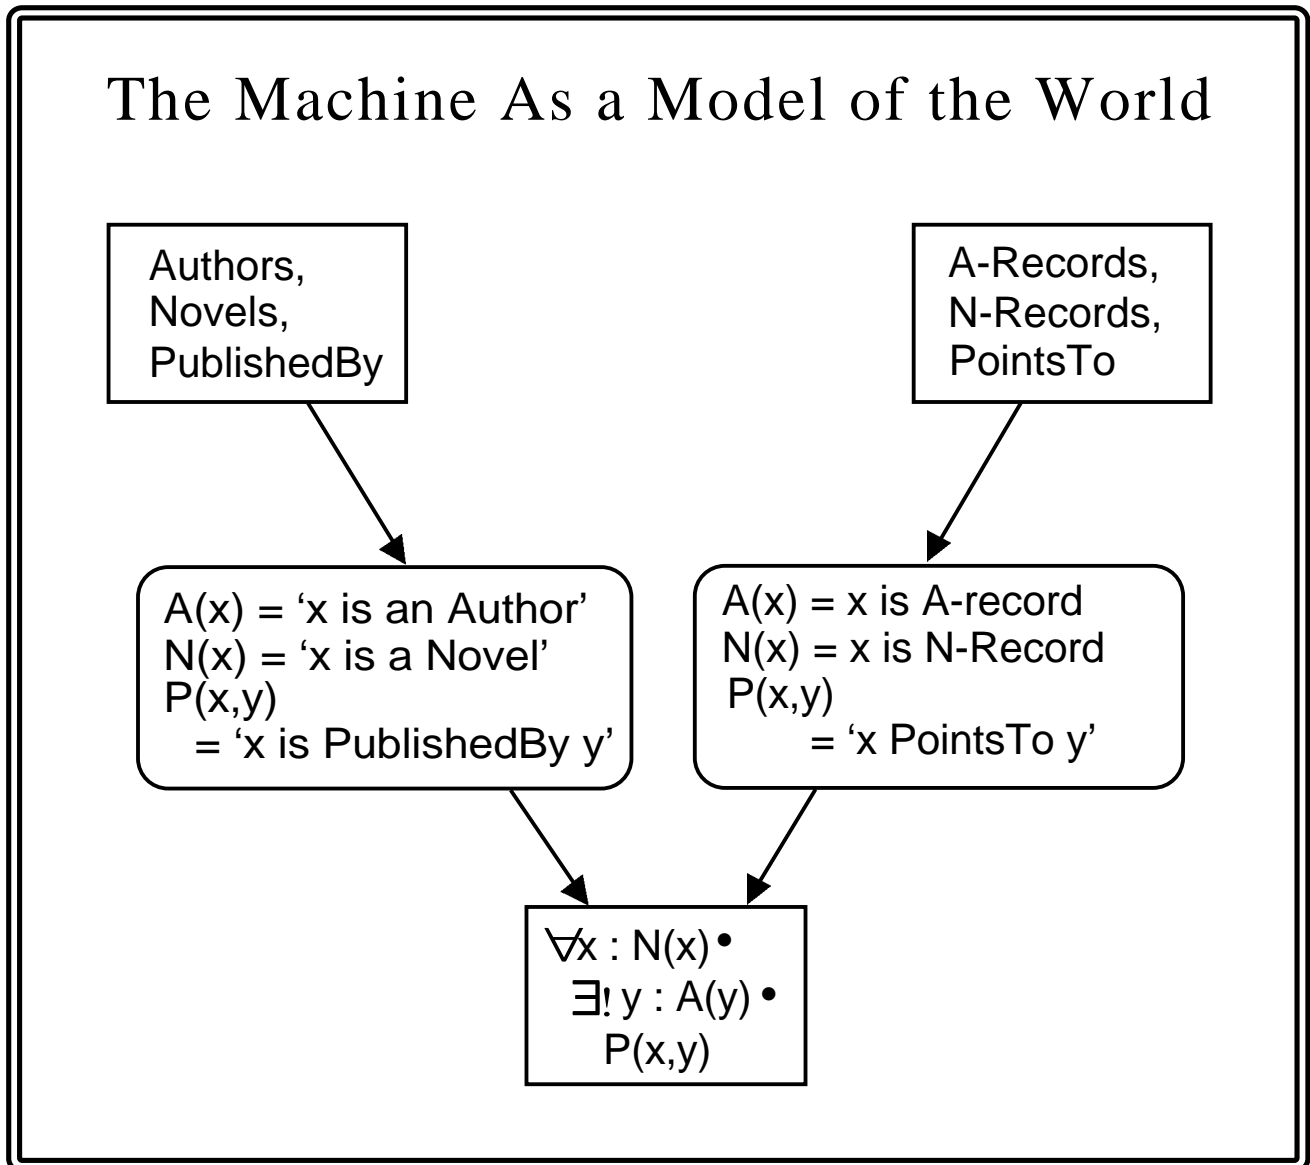 The Machine As a Model of the World
Authors,
Novels,
PublishedBy
A-Records,
N-Records,
PointsTo
A(x) = ‘x is an Author’
N(x) = ‘x is a Novel’
P(x,y)
= ‘x is PublishedBy y’
A(x) = x is A-record
N(x) = x is N-Record
P(x,y)
= ‘x PointsTo y’
∀x : N(x) •
∃! y : A(y) •
P(x,y)